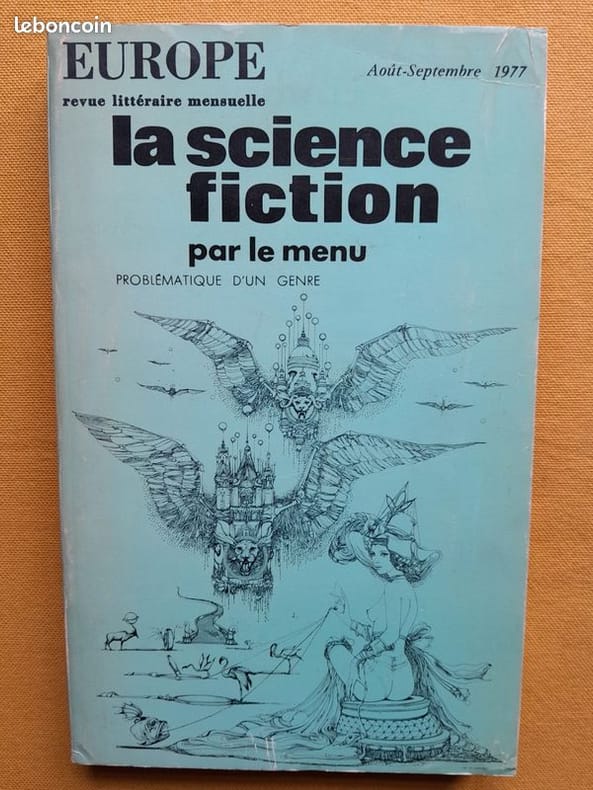 leboncoin
EUROPE
Août-Septembre 1977
revue littéraire mensuelle
la science
fiction
par le menu
PROBLÉMATIQUE D'UN GENRE